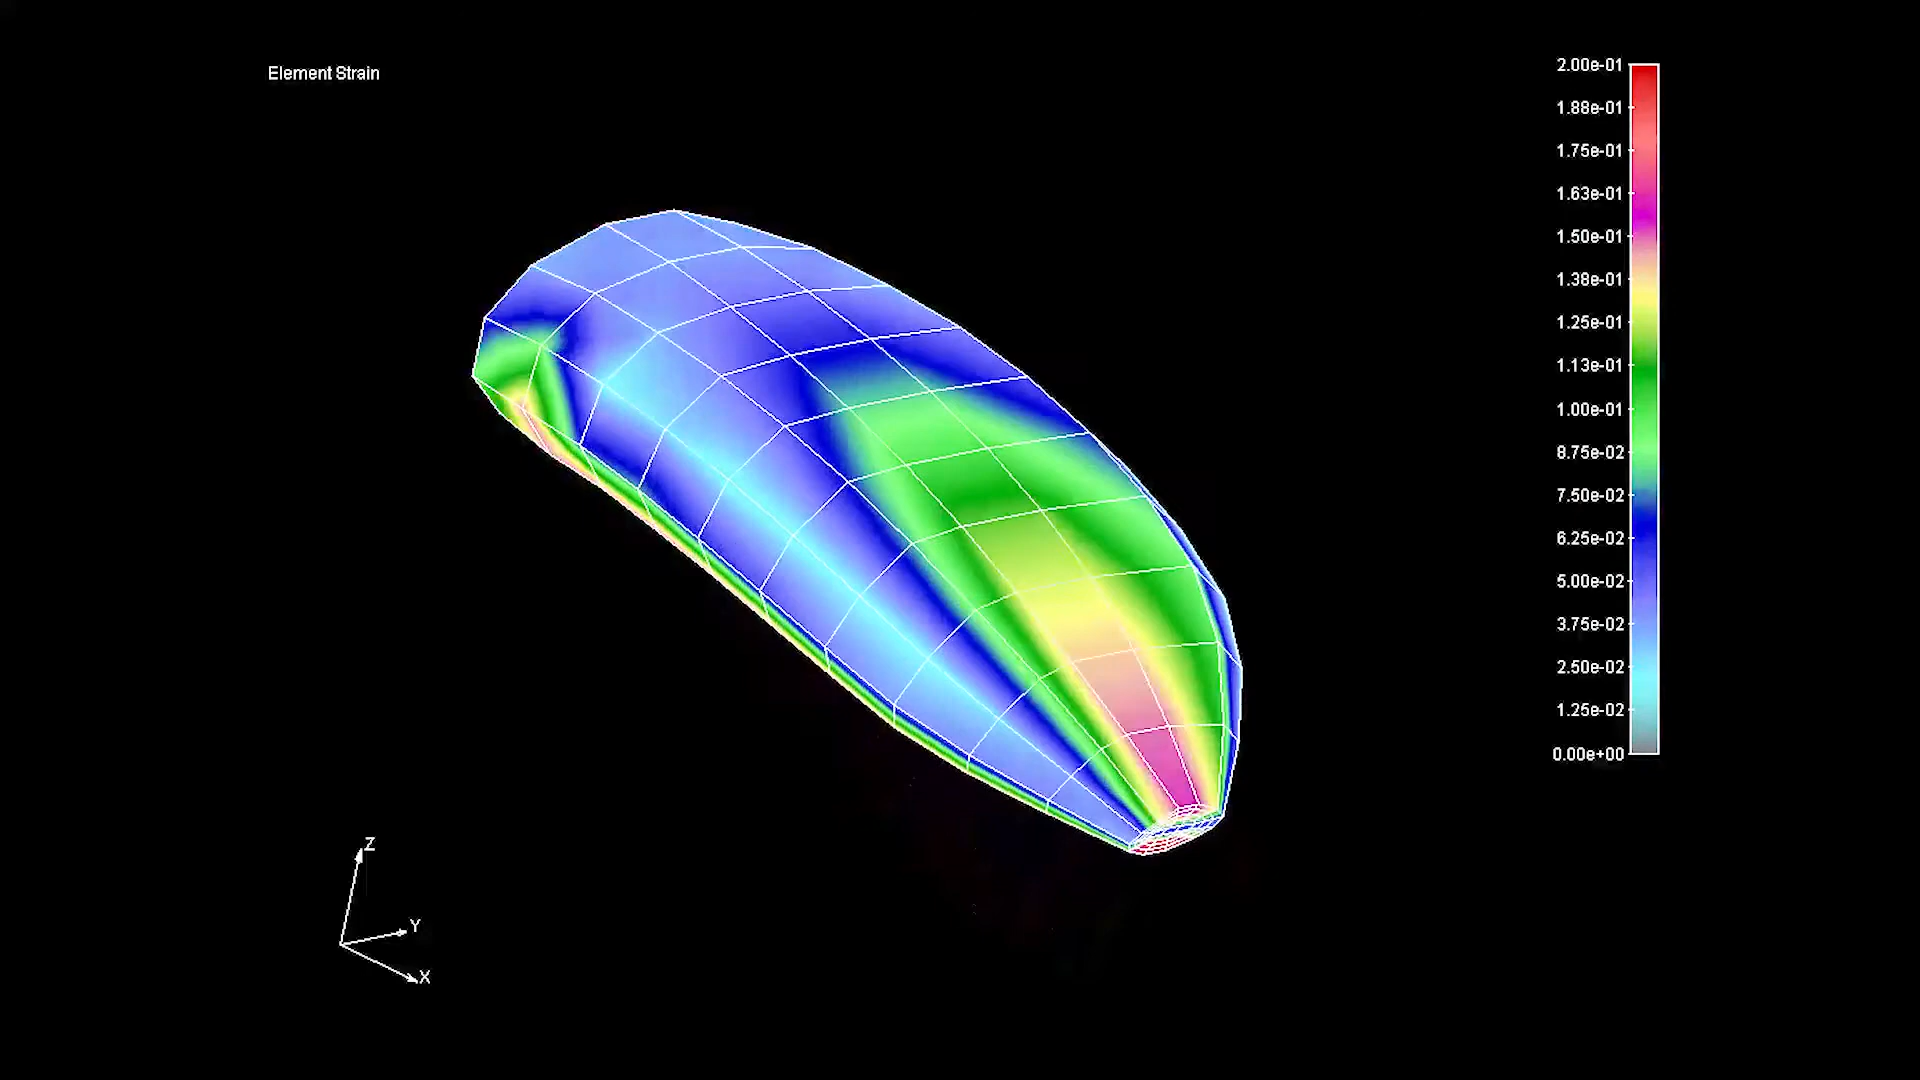 Element Strain
2.00e-01
1.88e-01
1.75e-01
1.63e-01
1.50e-01
1.38e-01
1.25e-01
1.13e-01
1.00e-01
8.75e-02
7.50e-02
6.25e-02
5.00e-02
3.75e-02
2.50e-02
1.25e-02
0.00e+00
Z
Y
X